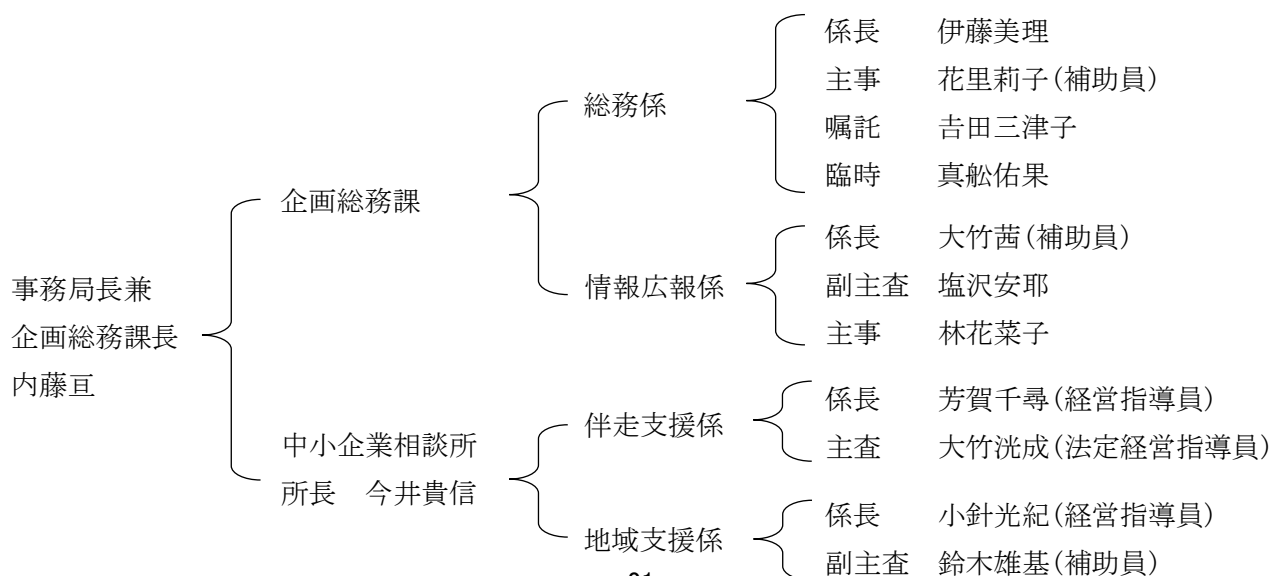 事務局長兼
企画総務課長
内藤亘
企画総務課
総務係
係長 伊藤美理
主事 花里莉子(補助員)
嘱託 𠮷田三津子
臨時 真舩佑果
情報広報係
係長 大竹茜(補助員)
副主査 塩沢安耶
主事 林花菜子
中小企業相談所
所長 今井貴信
伴走支援係
係長 芳賀千尋(経営指導員)
主査 大竹洸成(法定経営指導員)
地域支援係
係長 小針光紀(経営指導員)
副主査 鈴木雄基(補助員)